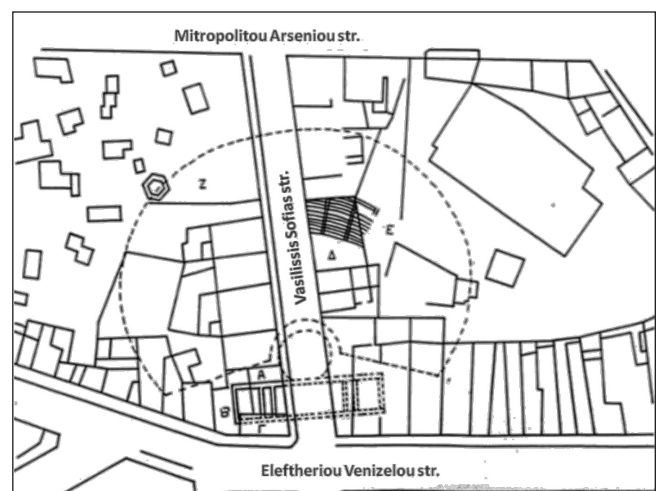 Mitropolitou Arseniou str.
Z
Vasilissis Sofias str.
E
Δ
A
B
Γ
Eleftheriou Venizelou str.